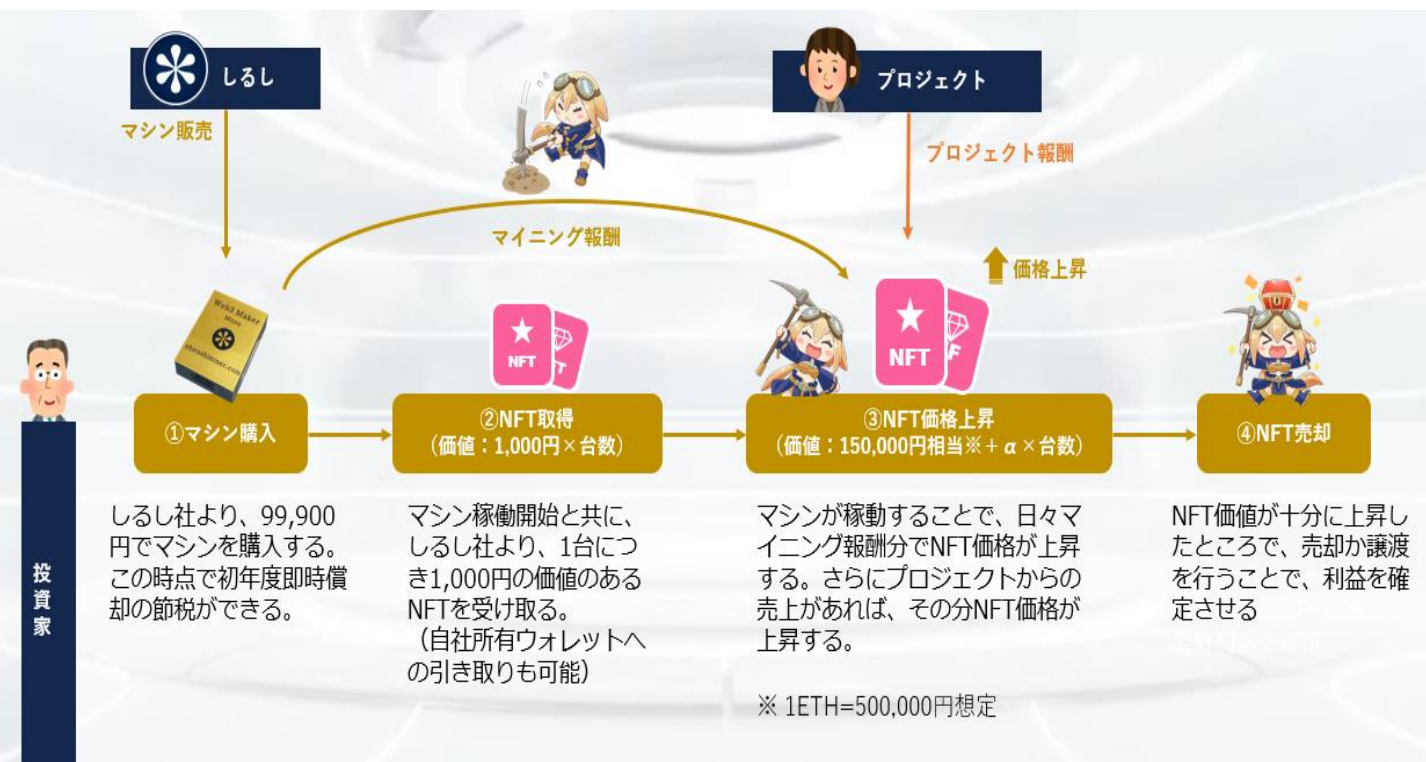 しるし
プロジェクト
マシン販売
プロジェクト報酬
マイニング報酬
価格上昇
Web3 Maker
shirushiminer.com
NFT
NFT
①マシン購入
②NFT取得
（価値：1,000円×台数）
③NFT価格上昇
（価値：150,000円相当※＋α×台数）
④NFT売却
投資家
しるし社より、99,900
円でマシンを購入する。
この時点で初年度即時償
却の節税ができる。
マシン稼働開始と共に、
しるし社より、1台につ
き1,000円の価値のある
NFTを受け取る。
（自社所有ウォレットへ
の引き取りも可能）
マシンが稼動することで、日々マ
イニング報酬分でNFT価格が上昇
する。さらにプロジェクトからの
売上があれば、その分NFT価格が
上昇する。
※ 1ETH=500,000円想定
NFT価値が十分に上昇し
たところで、売却か譲渡
を行うことで、利益を確
定させる